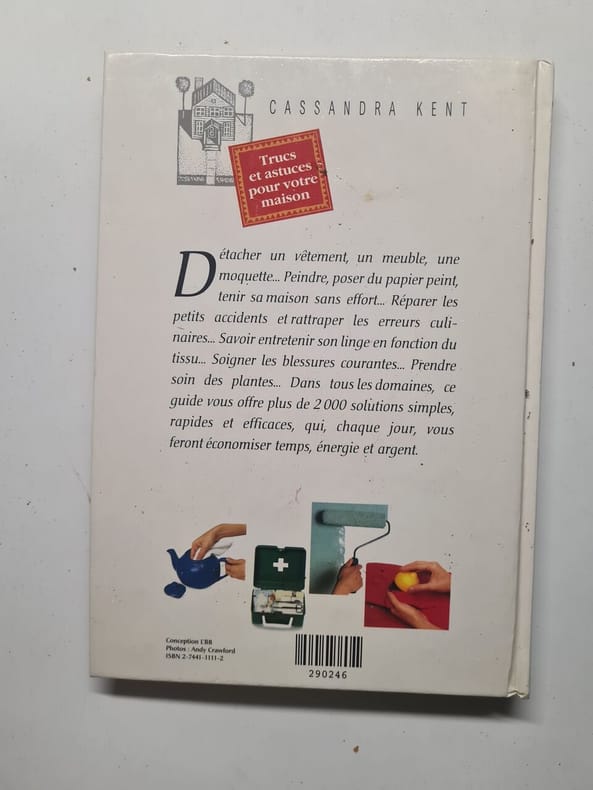 CASSANDRA KENT
Trucs
et astuces
pour votre
maison
Détacher un vêtement, un meuble, une
moquette... Peindre, poser du papier peint,
tenir sa maison sans effort... Réparer les
petits accidents et rattraper les erreurs culi-
naires... Savoir entretenir son linge en fonction du
tissu... Soigner les blessures courantes... Prendre
soin des plantes... Dans tous les domaines, ce
guide vous offre plus de 2 000 solutions simples,
rapides et efficaces, qui, chaque jour, vous
feront économiser temps, énergie et argent.
Conception L'BB
Photos : Andy Crawford
ISBN 2-7441-1111-2
290246